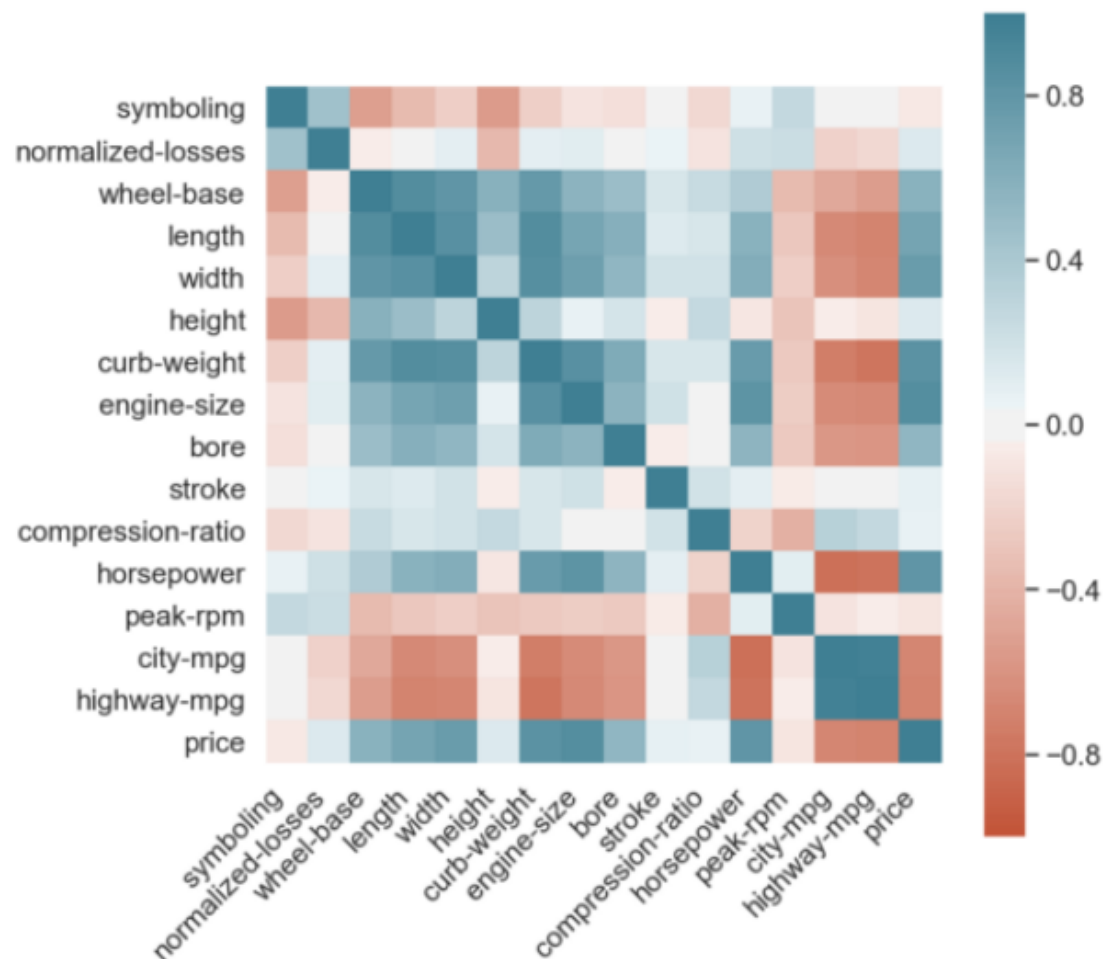 symboling
normalized-losses
wheel-base
length
width
height
curb-weight
engine-size
bore
stroke
compression-ratio
horsepower
peak-rpm
city-mpg
highway-mpg
price
symboling
normalized-losses
wheel-base
length
width
height
curb-weight
engine-size
bore
stroke
compression-ratio
horsepower
peak-rpm
city-mpg
highway-mpg
price
0.8
0.4
0.0
−0.4
−0.8